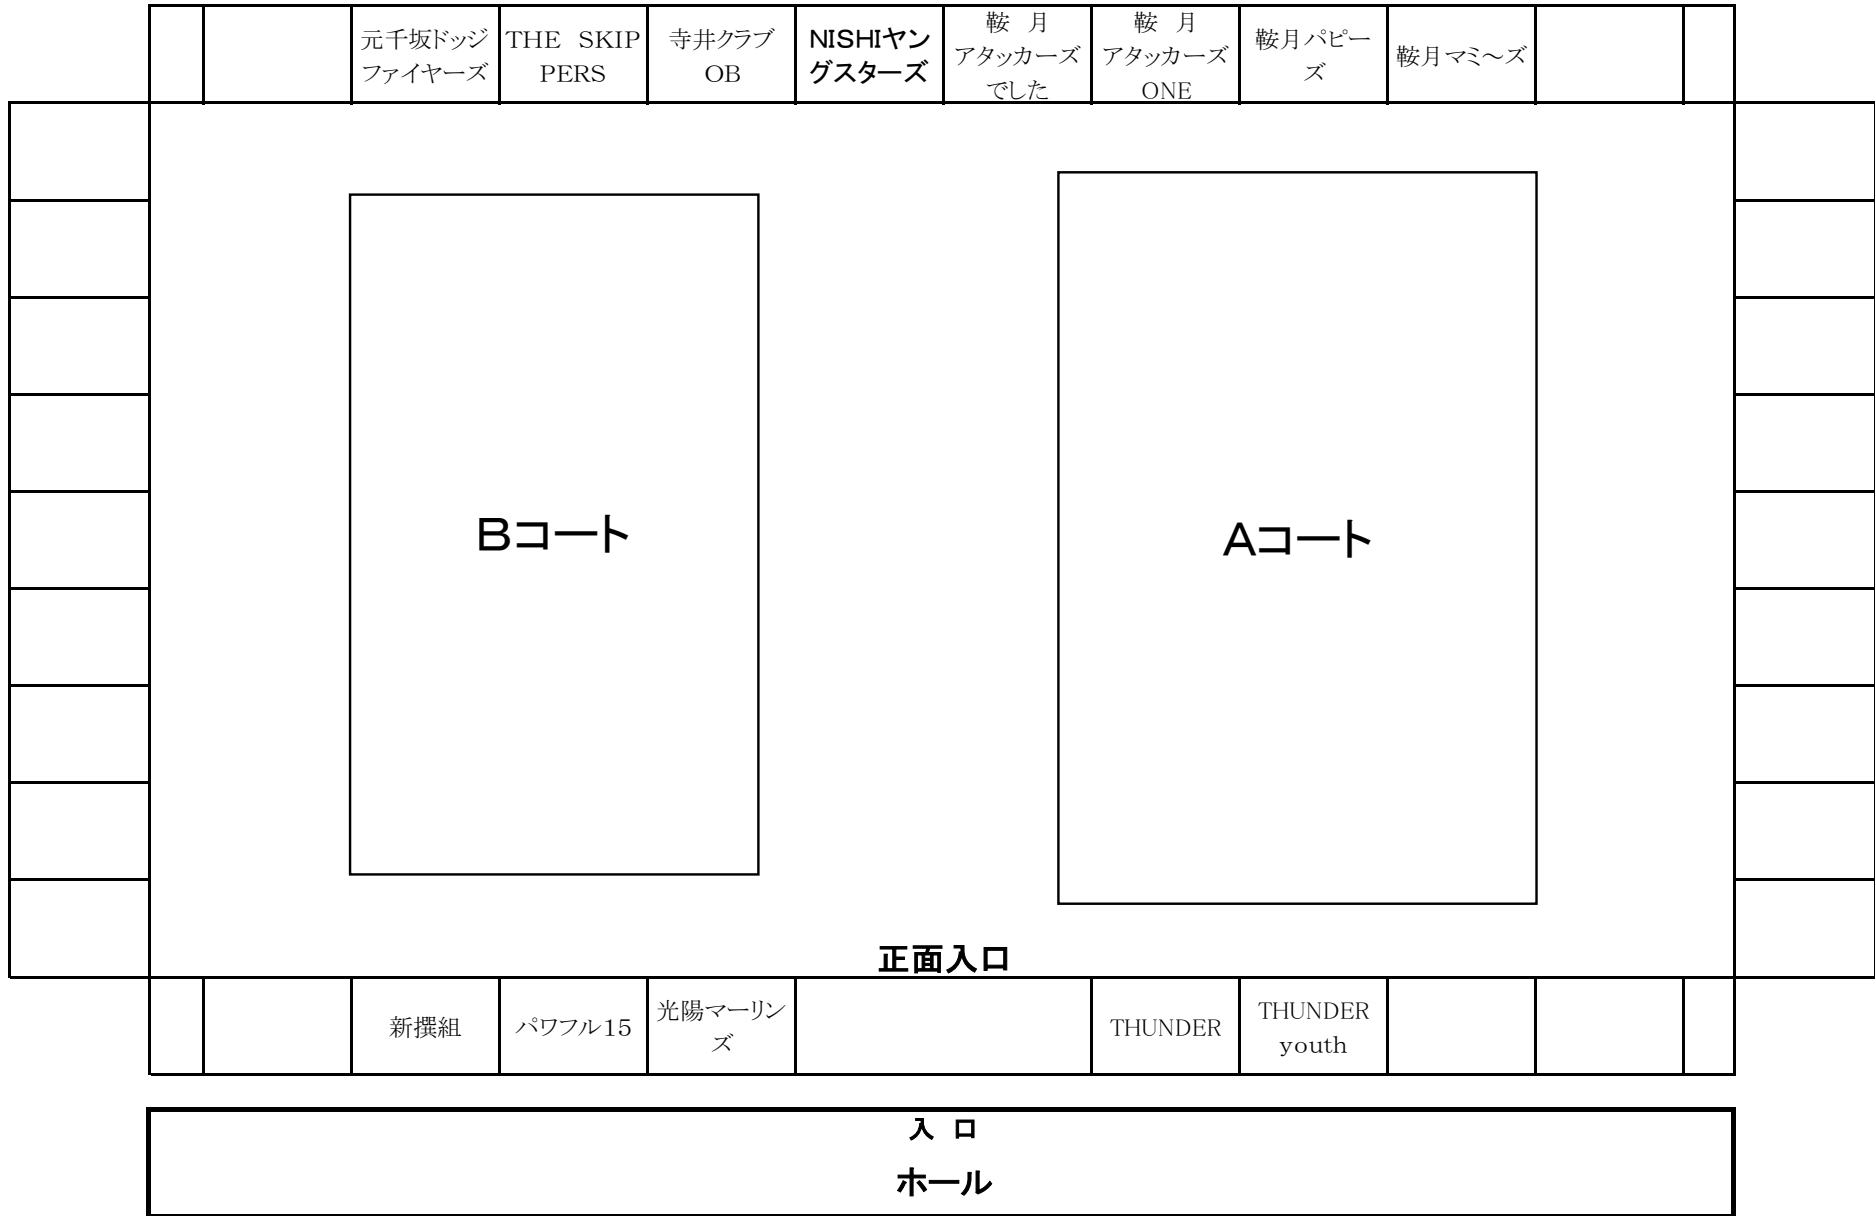 元千坂ドッジ
ファイヤーズ
THE SKIP
PERS
寺井クラブ
OB
NISHIヤン
グスターズ
鞍 月
アタッカーズ
でした
鞍 月
アタッカーズ
ONE
鞍月パピー
ズ
鞍月マミ～ズ
Bコート
Aコート
正面入口
新撰組
パワフル15
光陽マーリン
ズ
THUNDER
THUNDER
youth
入 口
ホール